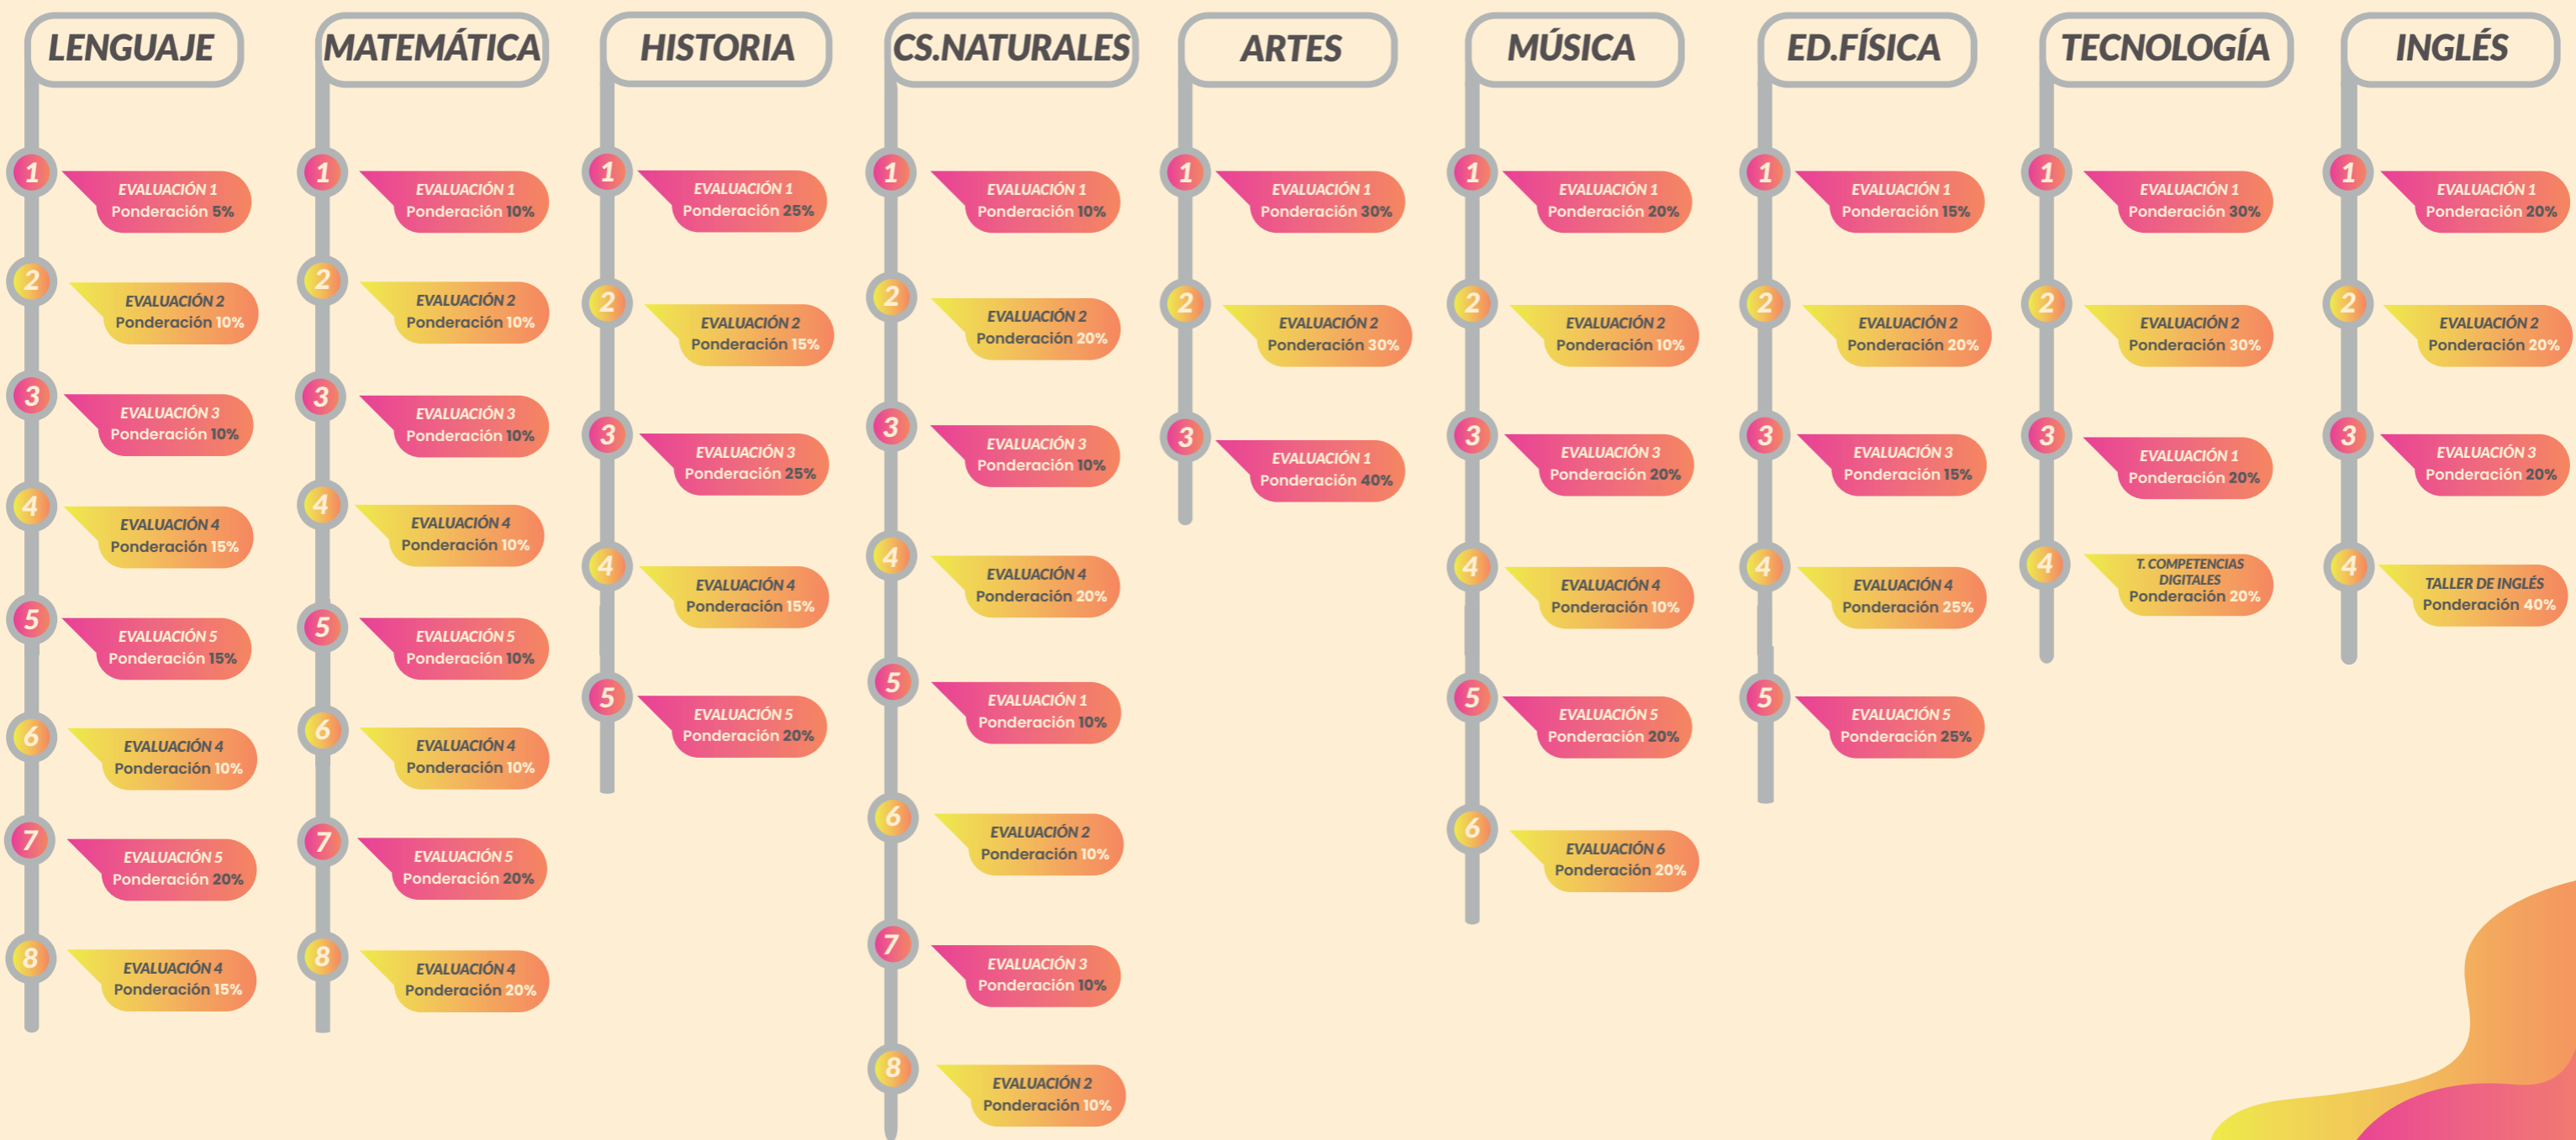 LENGUAJE
1
EVALUACIÓN 1
Ponderación 5%
2
EVALUACIÓN 2
Ponderación 10%
3
EVALUACIÓN 3
Ponderación 10%
4
EVALUACIÓN 4
Ponderación 15%
5
EVALUACIÓN 5
Ponderación 15%
6
EVALUACIÓN 4
Ponderación 10%
7
EVALUACIÓN 5
Ponderación 20%
8
EVALUACIÓN 4
Ponderación 15%
MATEMÁTICA
1
EVALUACIÓN 1
Ponderación 10%
2
EVALUACIÓN 2
Ponderación 10%
3
EVALUACIÓN 3
Ponderación 10%
4
EVALUACIÓN 4
Ponderación 10%
5
EVALUACIÓN 5
Ponderación 10%
6
EVALUACIÓN 4
Ponderación 10%
7
EVALUACIÓN 5
Ponderación 20%
8
EVALUACIÓN 4
Ponderación 20%
HISTORIA
1
EVALUACIÓN 1
Ponderación 25%
2
EVALUACIÓN 2
Ponderación 15%
3
EVALUACIÓN 3
Ponderación 25%
4
EVALUACIÓN 4
Ponderación 15%
5
EVALUACIÓN 5
Ponderación 20%
CS.NATURALES
1
EVALUACIÓN 1
Ponderación 10%
2
EVALUACIÓN 2
Ponderación 20%
3
EVALUACIÓN 3
Ponderación 10%
4
EVALUACIÓN 4
Ponderación 20%
5
EVALUACIÓN 1
Ponderación 10%
6
EVALUACIÓN 2
Ponderación 10%
7
EVALUACIÓN 3
Ponderación 10%
8
EVALUACIÓN 2
Ponderación 10%
ARTES
1
EVALUACIÓN 1
Ponderación 30%
2
EVALUACIÓN 2
Ponderación 30%
3
EVALUACIÓN 1
Ponderación 40%
MÚSICA
1
EVALUACIÓN 1
Ponderación 20%
2
EVALUACIÓN 2
Ponderación 10%
3
EVALUACIÓN 3
Ponderación 20%
4
EVALUACIÓN 4
Ponderación 10%
5
EVALUACIÓN 5
Ponderación 20%
6
EVALUACIÓN 6
Ponderación 20%
ED.FÍSICA
1
EVALUACIÓN 1
Ponderación 15%
2
EVALUACIÓN 2
Ponderación 20%
3
EVALUACIÓN 3
Ponderación 15%
4
EVALUACIÓN 4
Ponderación 25%
5
EVALUACIÓN 5
Ponderación 25%
TECNOLOGÍA
1
EVALUACIÓN 1
Ponderación 30%
2
EVALUACIÓN 2
Ponderación 30%
3
EVALUACIÓN 1
Ponderación 20%
4
T. COMPETENCIAS
DIGITALES
Ponderación 20%
INGLÉS
1
EVALUACIÓN 1
Ponderación 20%
2
EVALUACIÓN 2
Ponderación 20%
3
EVALUACIÓN 3
Ponderación 20%
4
TALLER DE INGLÉS
Ponderación 40%